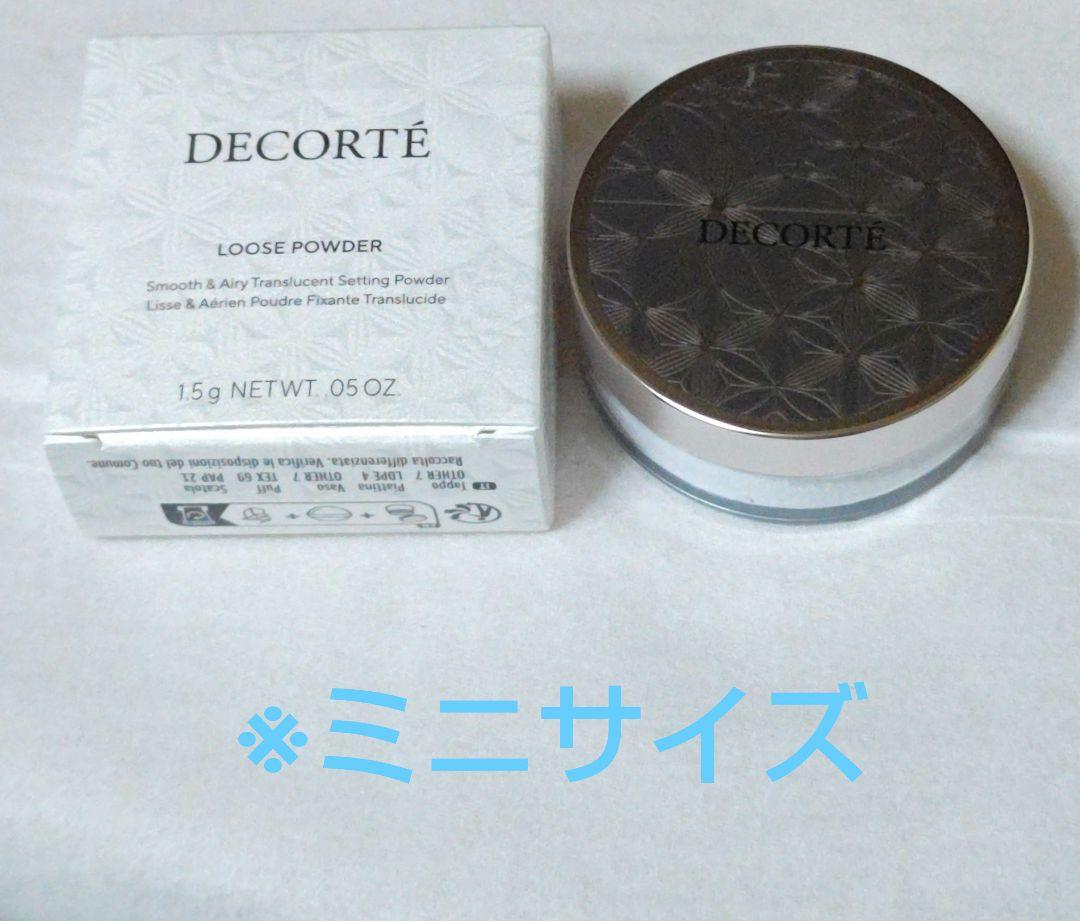 DECORTÉ
LOOSE POWDER
Smooth & Airy Translucent Setting Powder
Lisse & Aérien Poudre Fixante Translucide
1.5g NET WT. .05 OZ.
DECORTÉ
IT Tappo Piattina Vaso Puff Scatola
OTHER 7 LDPE 4 OTHER 7 TEX 69 PAP 21
Raccolta differenziata. Verifica le disposizioni del tuo Comune.
※ミニサイズ